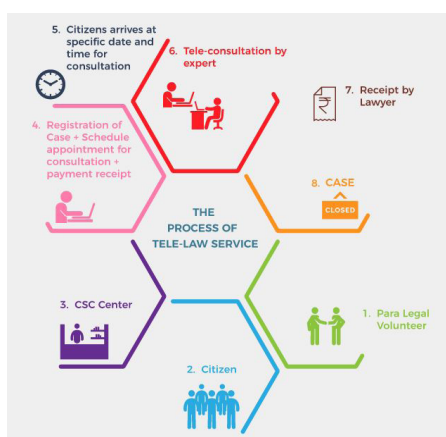 5. Citizens arrives at
specific date and
time for
consultation
6. Tele-consultation by
expert
7. Receipt by
Lawyer
4. Registration of
Case + Schedule
appointment for
consultation +
payment receipt
8. CASE
CLOSED
THE
PROCESS OF
TELE-LAW SERVICE
3. CSC Center
1. Para Legal
Volunteer
2. Citizen
₹